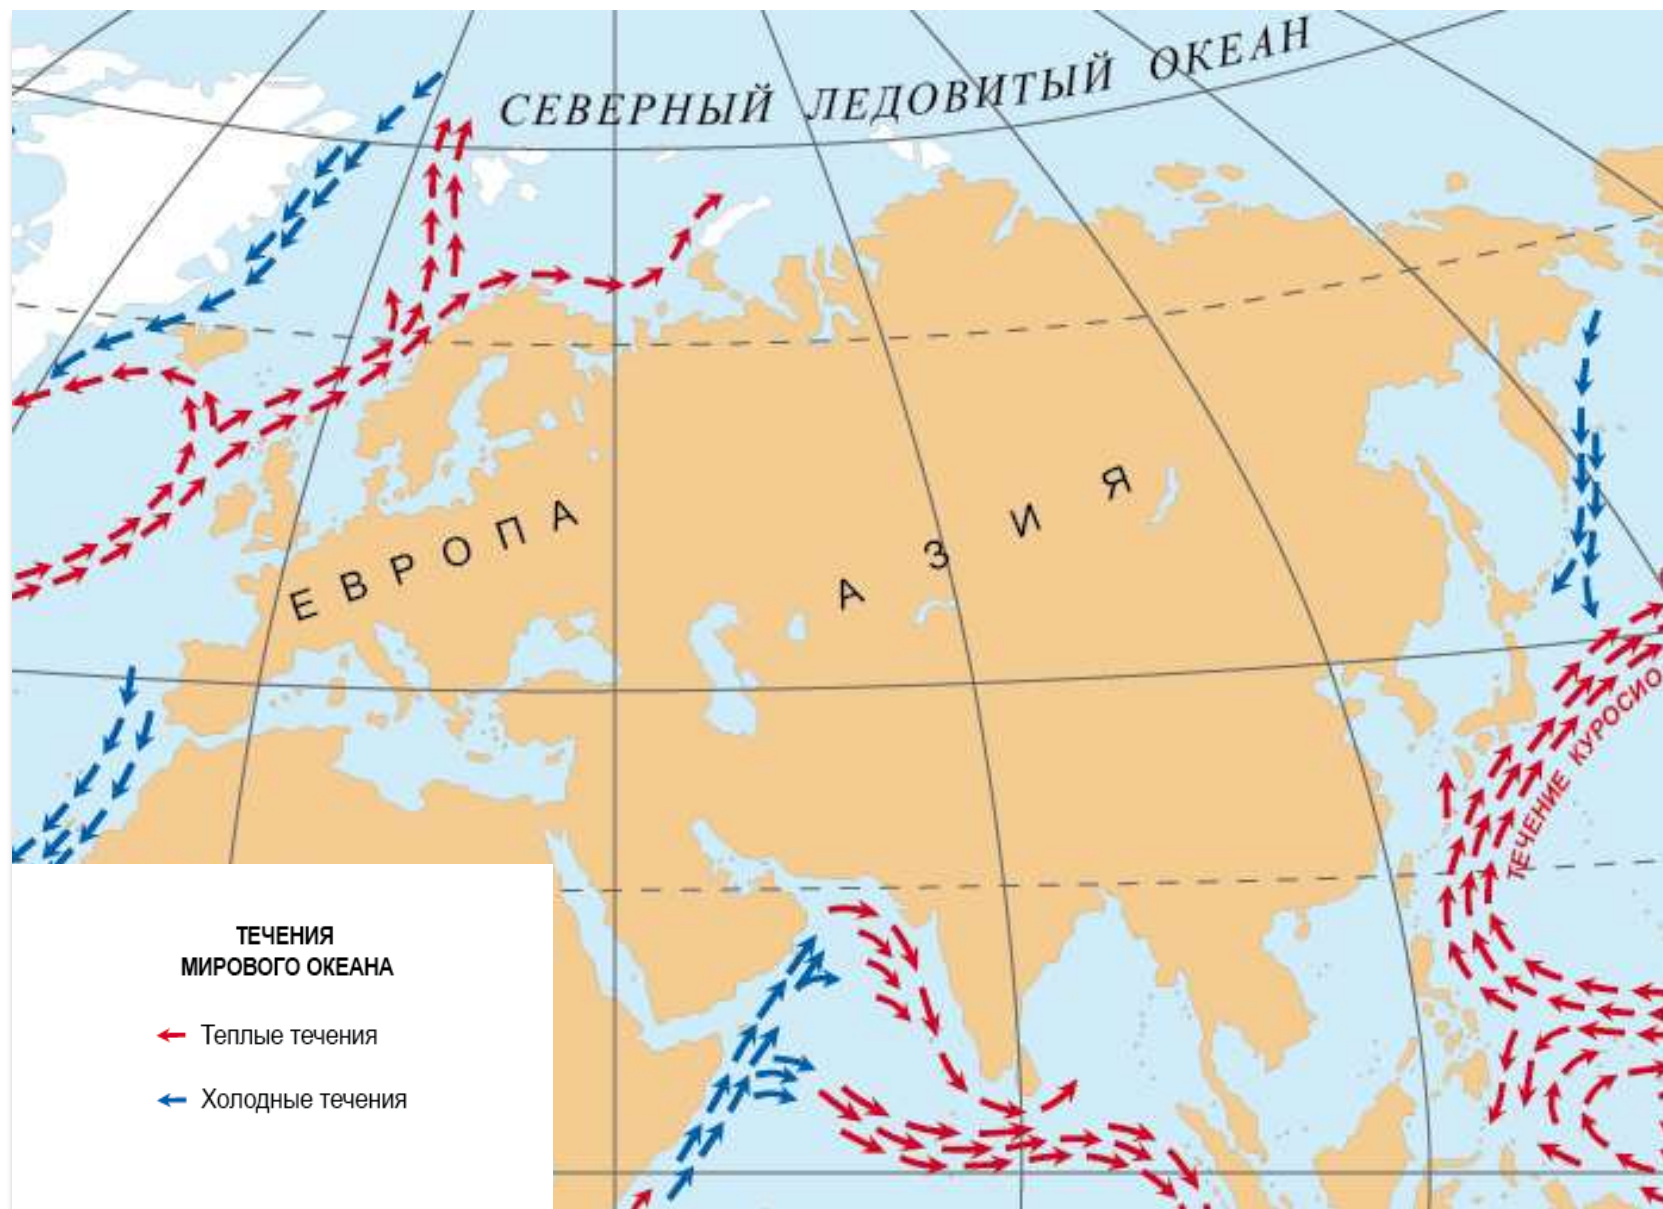 СЕВЕРНЫЙ ЛЕДОВИТЫЙ ОКЕАН
ЕВРОПА
АЗИЯ
ТЕЧЕНИЕ КУРОСИО
ТЕЧЕНИЯ
МИРОВОГО ОКЕАНА
Теплые течения
Холодные течения